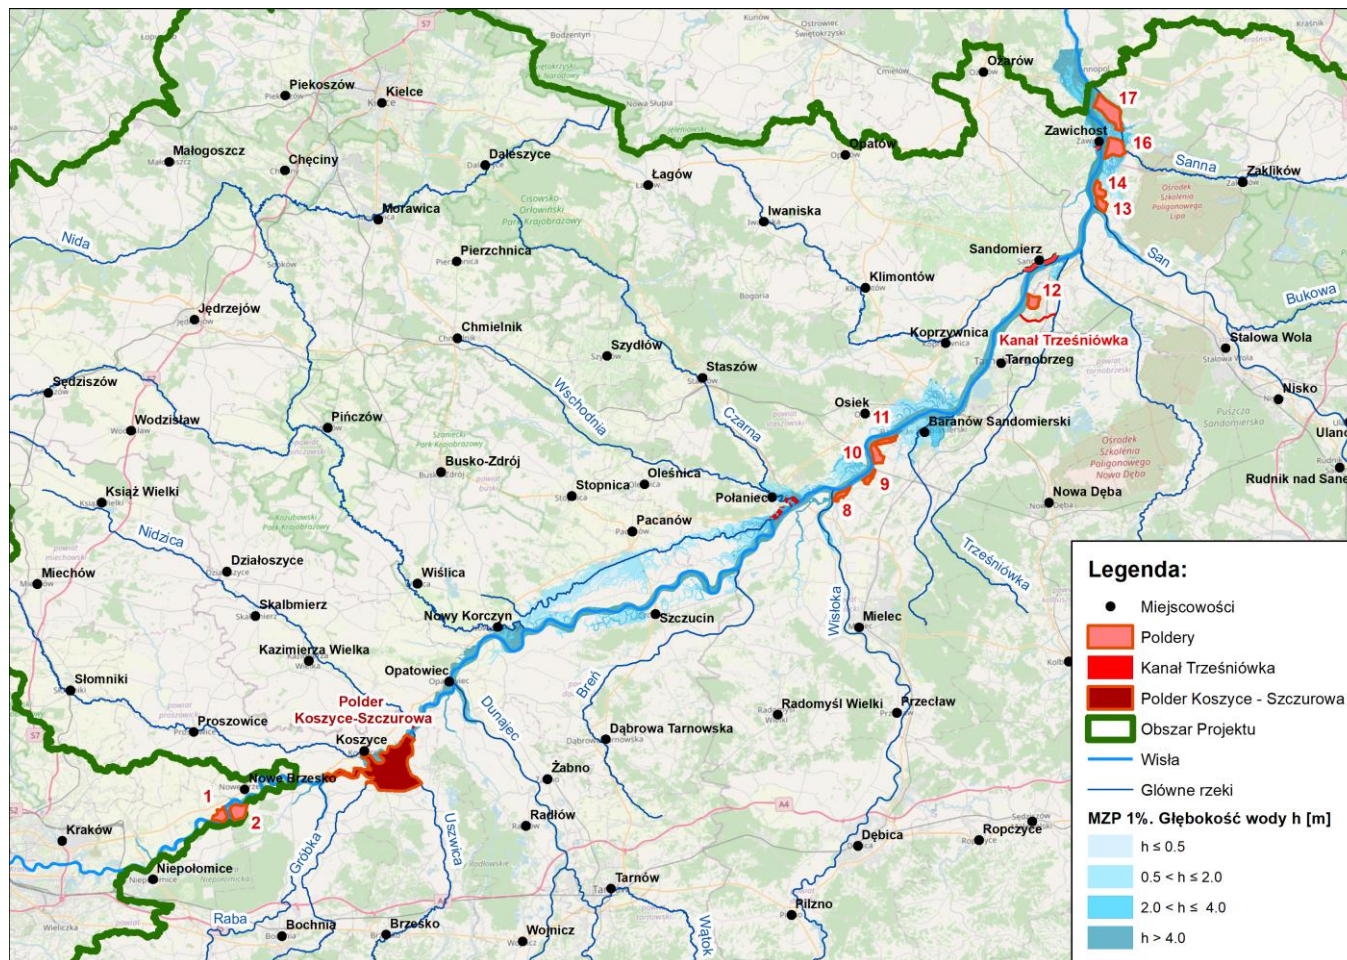 Piekoszów
Kielce
Ożarów
17
Zawichost
16
Małogoszcz
Chęciny
Daleszyce
Opatów
Sanna
Zaklików
Łagów
14
13
Morawica
Iwaniska
Nida
Pierzchnica
Sandomierz
San
Klimontów
12
Bukowa
Jędrzejów
Chmielnik
Koprzywnica
Kanał Trześniówka
Stalowa Wola
Szydłów
Tarnobrzeg
Staszów
Sędziszów
Wschodnia
Nisko
Wodzisław
Pińczów
Czarna
Osiek
11
Baranów Sandomierski
10
Busko-Zdrój
Oleśnica
9
Rudnik nad Sane
Książ Wielki
Stopnica
Połaniec
8
Nowa Dęba
Pacanów
Nidzica
Trześniówka
Działoszyce
Miechów
Wiślica
Skalbmierz
Wisłoka
Nowy Korczyn
Szczucin
Mielec
Kazimierza Wielka
Opatowiec
Słomniki
Breń
Polder
Koszyce-Szczurowa
Dunajec
Radomyśl Wielki
Przecław
Proszowice
Koszyce
Dąbrowa Tarnowska
Nowe Brzesko
Żabno
1
2
Kraków
Gróbka
Uszwica
Radłów
Dębica
Ropczyce
Niepołomice
Tarnów
Pilzno
Raba
Bochnia
Brzesko
Wojnicz
Wątok
Legenda:
Miejscowości
Poldery
Kanał Trześniówka
Polder Koszyce - Szczurowa
Obszar Projektu
Wisła
Główne rzeki
MZP 1%. Głębokość wody h [m]
h ≤ 0.5
0.5 < h ≤ 2.0
2.0 < h ≤ 4.0
h > 4.0